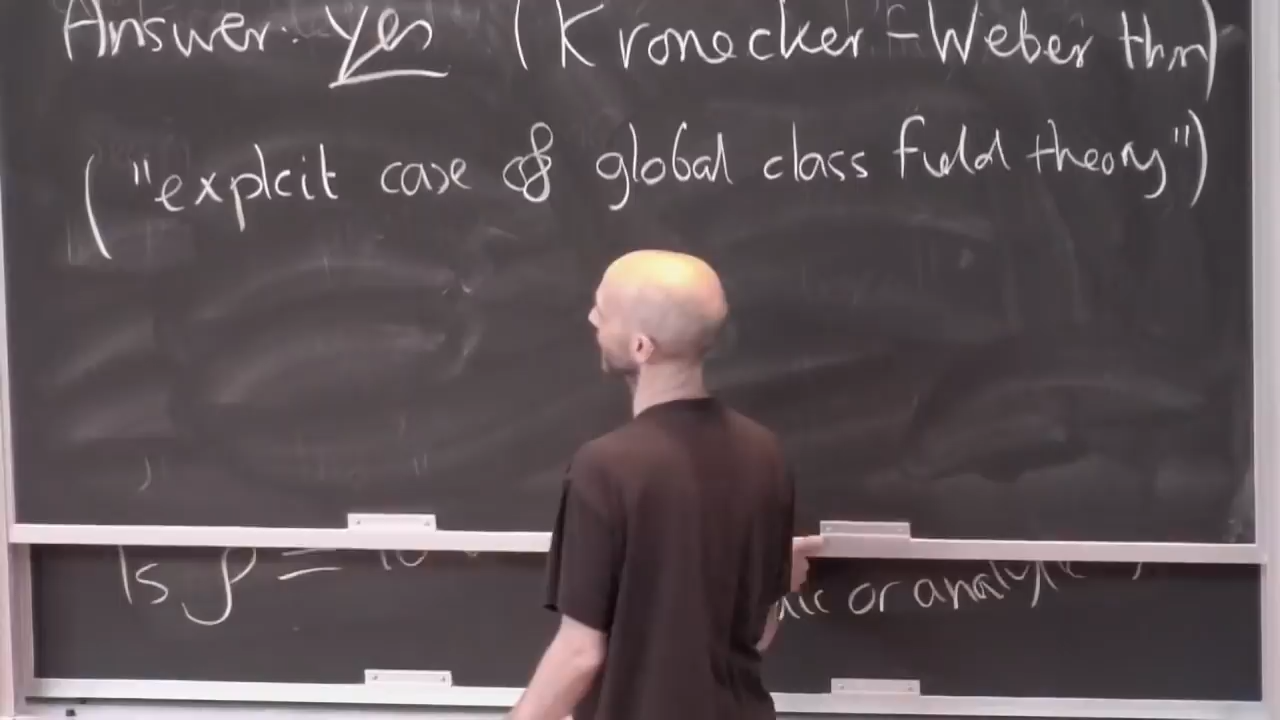 Answer: yes (Kronecker-Weber thm)
("explcit case of global class field theory")
Is ρ =
or analytic